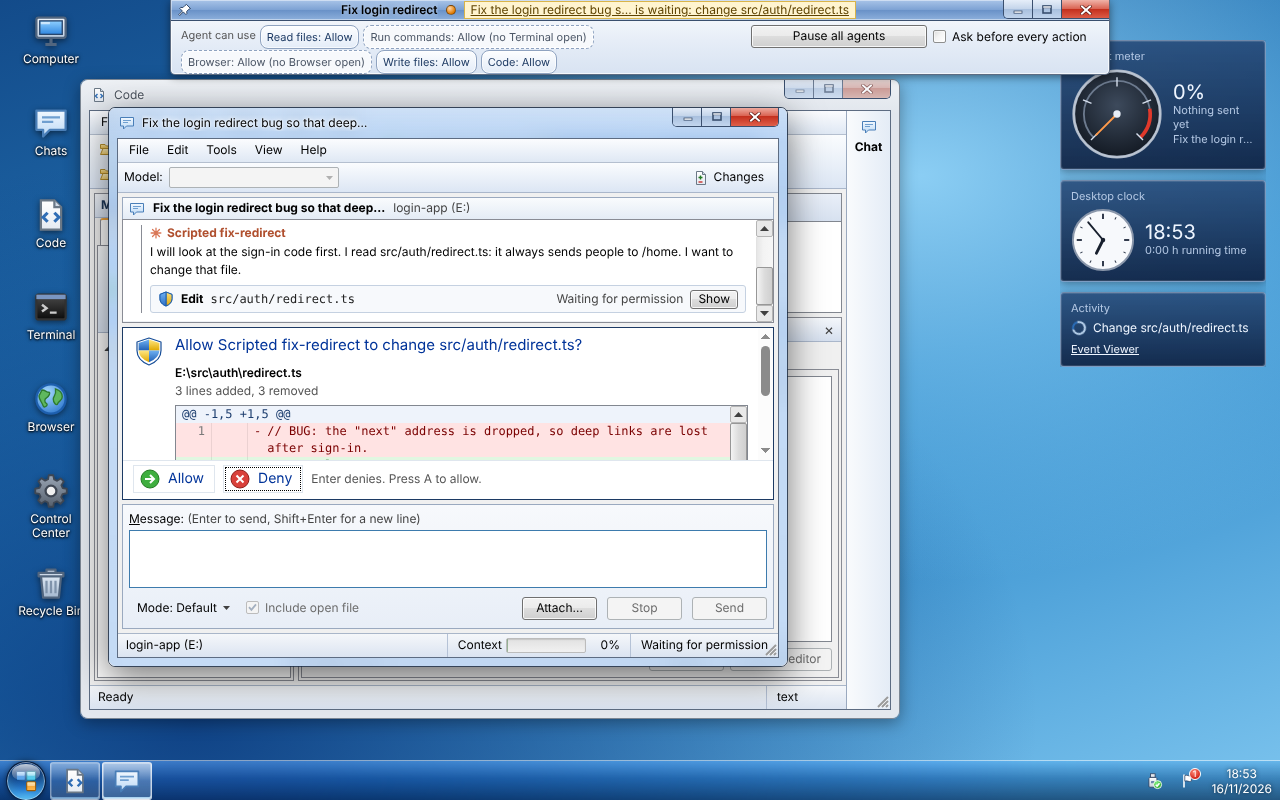 Fix login redirect
Fix the login redirect bug s... is waiting: change src/auth/redirect.ts
Agent can use
Read files: Allow
Run commands: Allow (no Terminal open)
Browser: Allow (no Browser open)
Write files: Allow
Code: Allow
Pause all agents
Ask before every action
Computer
Chats
Code
Terminal
Browser
Control
Center
Recycle Bin
Code
Chat
Fix the login redirect bug so that deep...
File
Edit
Tools
View
Help
Model:
Changes
Fix the login redirect bug so that deep...
login-app (E:)
Scripted fix-redirect
I will look at the sign-in code first. I read src/auth/redirect.ts: it always sends people to /home. I want to
change that file.
Edit src/auth/redirect.ts
Waiting for permission
Show
Allow Scripted fix-redirect to change src/auth/redirect.ts?
E:\src\auth\redirect.ts
3 lines added, 3 removed
@@ -1,5 +1,5 @@
1 - // BUG: the "next" address is dropped, so deep links are lost
after sign-in.
Allow
Deny
Enter denies. Press A to allow.
Message: (Enter to send, Shift+Enter for a new line)
Mode: Default
Include open file
Attach...
Stop
Send
login-app (E:)
Context
0%
Waiting for permission
editor
Ready
text
meter
0%
Nothing sent
yet
Fix the login r...
Desktop clock
18:53
0:00 h running time
Activity
Change src/auth/redirect.ts
Event Viewer
1
18:53
16/11/2026